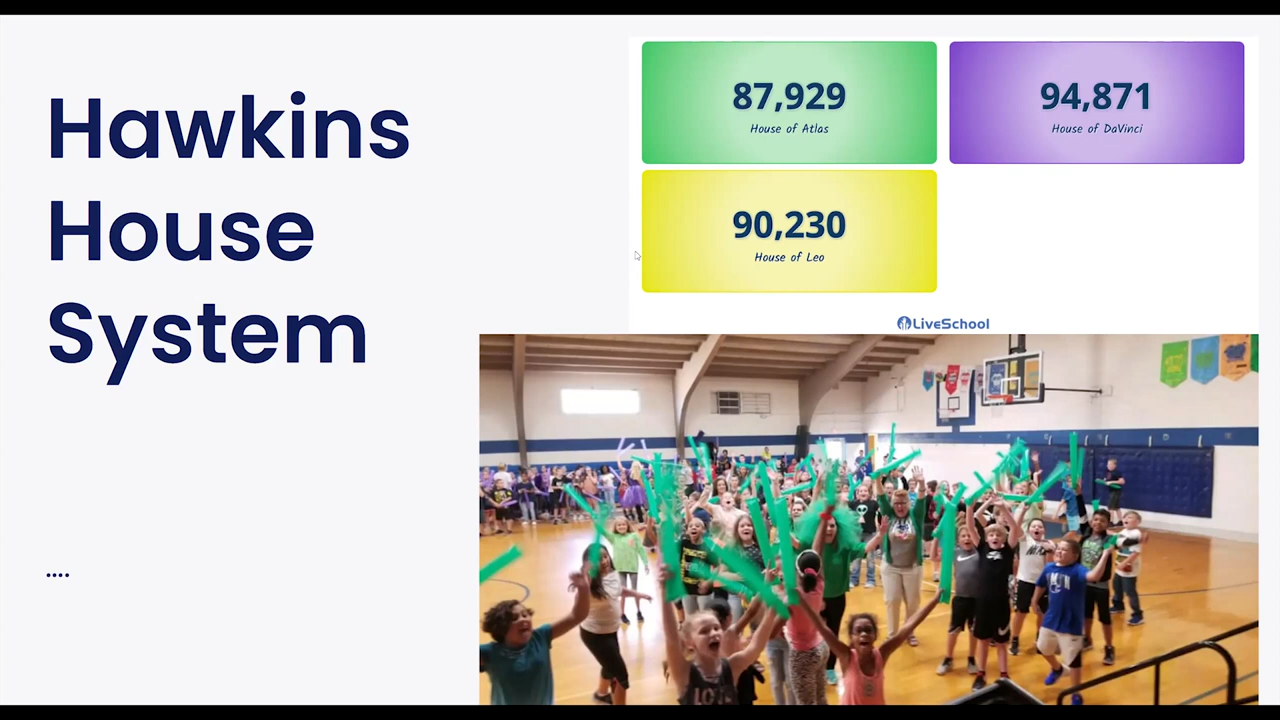 Hawkins
House
System
....
87,929
House of Atlas
94,871
House of DaVinci
90,230
House of Leo
LiveSchool